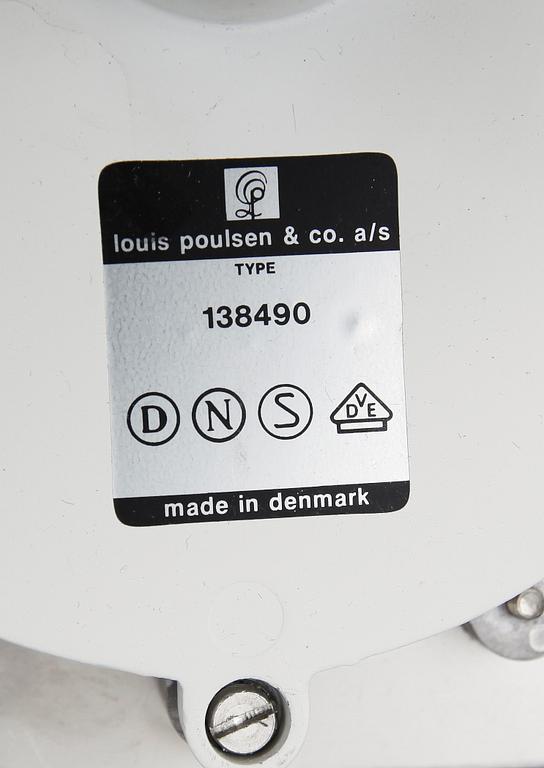 louis poulsen & co. a/s
TYPE
138490
D N S DVE
made in denmark